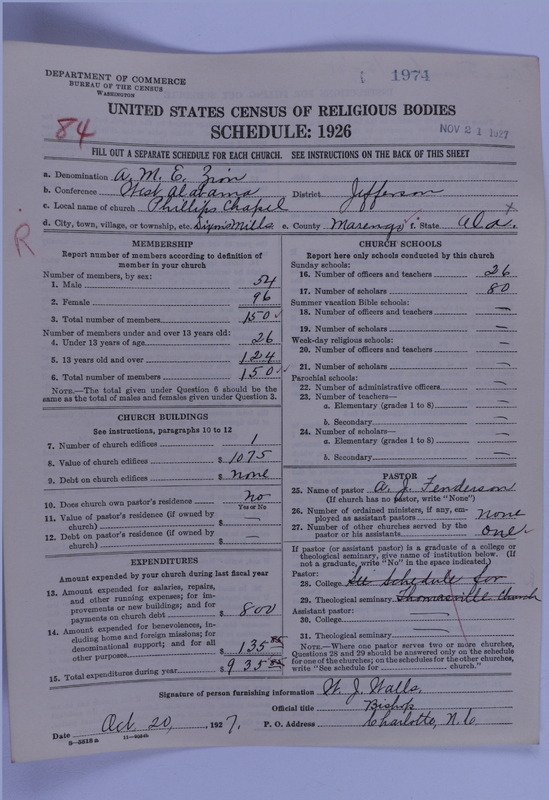 1974
DEPARTMENT OF COMMERCE
BUREAU OF THE CENSUS
WASHINGTON
UNITED STATES CENSUS OF RELIGIOUS BODIES
SCHEDULE: 1926
84
NOV 21 1927
FILL OUT A SEPARATE SCHEDULE FOR EACH CHURCH. SEE INSTRUCTIONS ON THE BACK OF THIS SHEET
a. Denomination A. M. E. Zion
b. Conference West Alabama District Jefferson
c. Local name of church Phillips Chapel
d. City, town, village, or township, etc. Dixons Mills e. County Marengo f. State Ala.
R
MEMBERSHIP
Report number of members according to definition of
member in your church
Number of members, by sex:
1. Male 54
2. Female 96
3. Total number of members 150
Number of members under and over 13 years old:
4. Under 13 years of age 26
5. 13 years old and over 124
6. Total number of members 150
NOTE.—The total given under Question 6 should be the
same as the total of males and females given under Question 3.
CHURCH BUILDINGS
See instructions, paragraphs 10 to 12
7. Number of church edifices 1
8. Value of church edifices $ 1075
9. Debt on church edifices $ none
10. Does church own pastor's residence no
Yes or No
11. Value of pastor's residence (if owned by
church) $ —
12. Debt on pastor's residence (if owned by
church) $ —
EXPENDITURES
Amount expended by your church during last fiscal year
13. Amount expended for salaries, repairs,
and other running expenses; for im-
provements or new buildings; and for
payments on church debt $ 800
14. Amount expended for benevolences, in-
cluding home and foreign missions; for
denominational support; and for all
other purposes $ 135.85
15. Total expenditures during year $ 935.85
CHURCH SCHOOLS
Report here only schools conducted by this church
Sunday schools:
16. Number of officers and teachers 26
17. Number of scholars 80
Summer vacation Bible schools:
18. Number of officers and teachers —
19. Number of scholars —
Week-day religious schools:
20. Number of officers and teachers —
21. Number of scholars —
Parochial schools:
22. Number of administrative officers —
23. Number of teachers—
a. Elementary (grades 1 to 8) —
b. Secondary —
24. Number of scholars—
a. Elementary (grades 1 to 8) —
b. Secondary —
PASTOR
25. Name of pastor A. J. Fenderson
(If church has no pastor, write "None")
26. Number of ordained ministers, if any, em-
ployed as assistant pastors none
27. Number of other churches served by the
pastor or his assistants one
If pastor (or assistant pastor) is a graduate of a college or
theological seminary, give name of institution below. (If
not a graduate, write "No" in the space indicated.)
Pastor:
28. College See Schedule for
29. Theological seminary Thomasville Church
Assistant pastor:
30. College —
31. Theological seminary —
NOTE.—Where one pastor serves two or more churches,
Questions 28 and 29 should be answered only on the schedule
for one of the churches; on the schedules for the other churches,
write "See schedule for church."
Signature of person furnishing information W. J. Walls,
Official title Bishop
Date Oct 20, 1927. P. O. Address Charlotte, N. C.